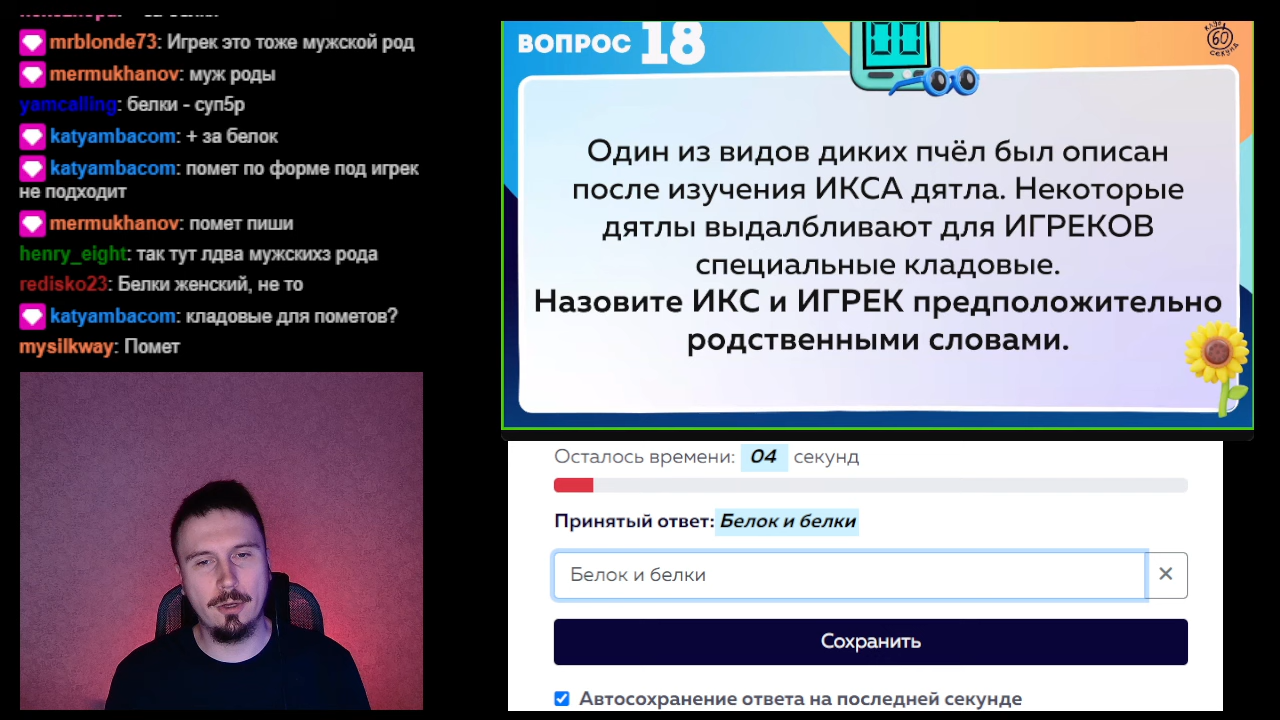 mrblonde73: Игрек это тоже мужской род
mermukhanov: муж роды
yamcalling: белки - суп5р
katyambacom: + за белок
katyambacom: помет по форме под игрек
не подходит
mermukhanov: помет пиши
henry_eight: так тут лдва мужскихз рода
redisko23: Белки женский, не то
katyambacom: кладовые для пометов?
mysilkway: Помет
ВОПРОС 18
00
КЛУБ
60
СЕКУНД
Один из видов диких пчёл был описан
после изучения ИКСА дятла. Некоторые
дятлы выдалбливают для ИГРЕКОВ
специальные кладовые.
Назовите ИКС и ИГРЕК предположительно
родственными словами.
Осталось времени: 04 секунд
Принятый ответ: Белок и белки
Белок и белки
Сохранить
Автосохранение ответа на последней секунде